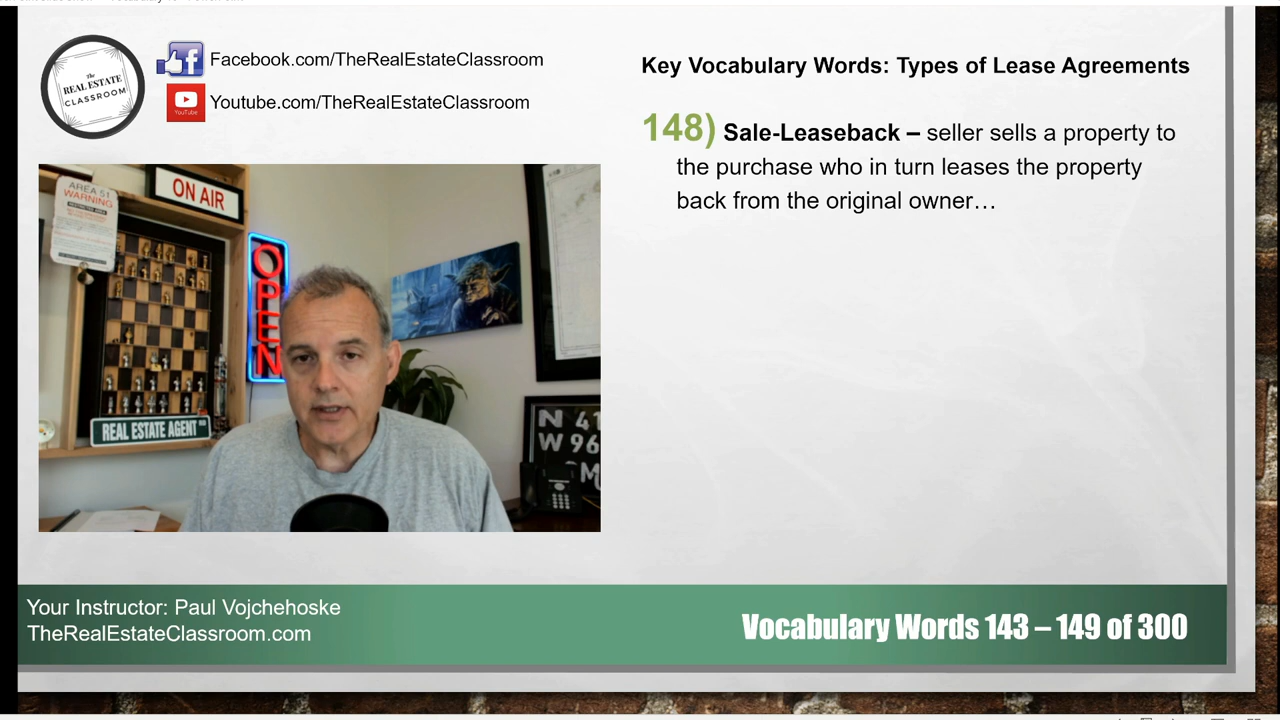 The
REAL ESTATE
CLASSROOM
Facebook.com/TheRealEstateClassroom
YouTube
Youtube.com/TheRealEstateClassroom
Key Vocabulary Words: Types of Lease Agreements
148) Sale-Leaseback – seller sells a property to
the purchase who in turn leases the property
back from the original owner…
AREA 51
WARNING
ON AIR
OPEN
REAL ESTATE AGENT
N 41
W 96
Your Instructor: Paul Vojchehoske
TheRealEstateClassroom.com
Vocabulary Words 143 – 149 of 300